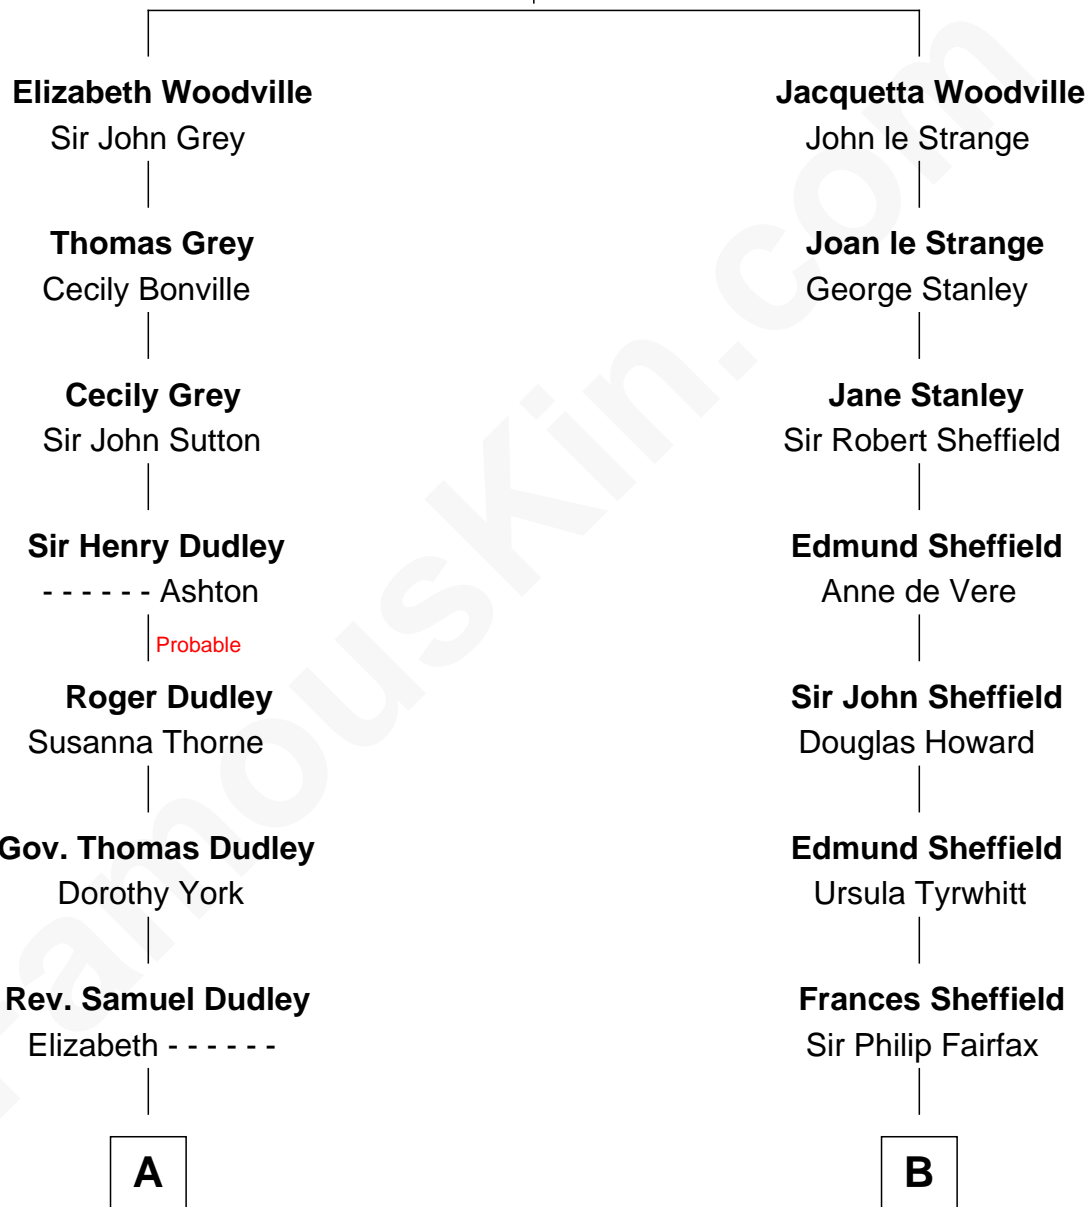 Elizabeth Woodville
Sir John Grey
Jacquetta Woodville
John le Strange
Thomas Grey
Cecily Bonville
Joan le Strange
George Stanley
Cecily Grey
Sir John Sutton
Jane Stanley
Sir Robert Sheffield
Sir Henry Dudley
- - - - - - Ashton
Edmund Sheffield
Anne de Vere
Probable
Roger Dudley
Susanna Thorne
Sir John Sheffield
Douglas Howard
Gov. Thomas Dudley
Dorothy York
Edmund Sheffield
Ursula Tyrwhitt
Rev. Samuel Dudley
Elizabeth - - - - - -
Frances Sheffield
Sir Philip Fairfax
A
B
FamousKin.com